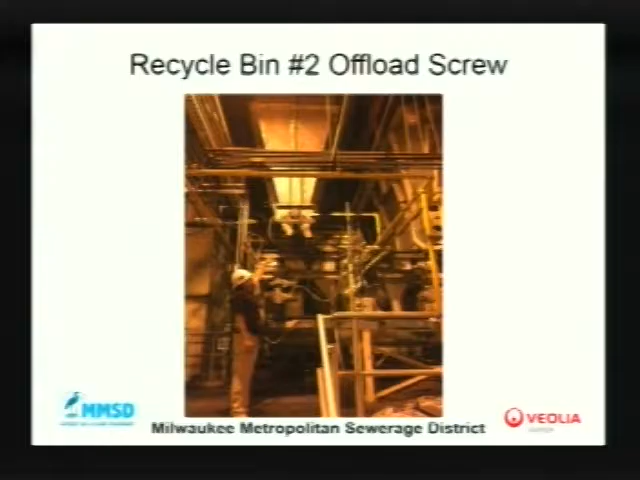 Recycle Bin #2 Offload Screw
MMSD
Milwaukee Metropolitan Sewerage District
VEOLIA